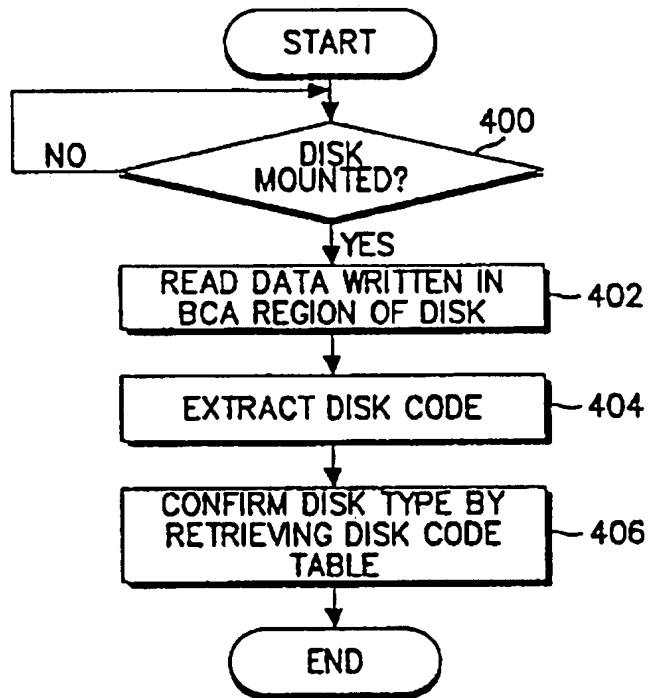 START
400
DISK
MOUNTED?
NO
YES
READ DATA WRITTEN IN
BCA REGION OF DISK
402
EXTRACT DISK CODE
404
CONFIRM DISK TYPE BY
RETRIEVING DISK CODE
TABLE
406
END